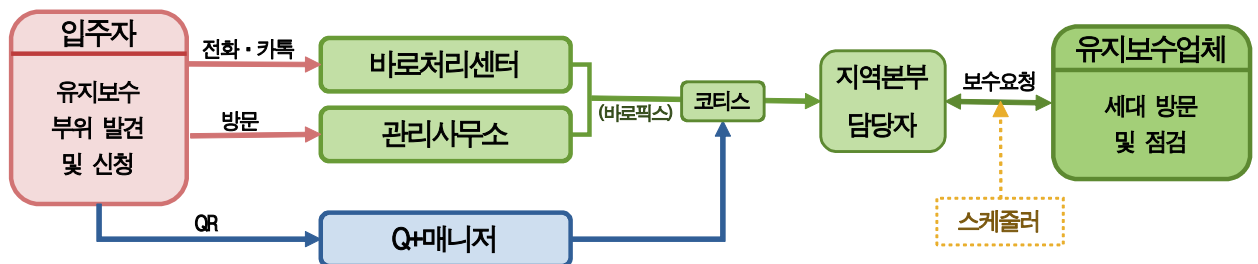 입주자
유지보수
부위 발견
및 신청
전화·카톡
방문
QR
바로처리센터
관리사무소
Q+매니저
(바로픽스)
코티스
지역본부
담당자
보수요청
스케줄러
유지보수업체
세대 방문
및 점검